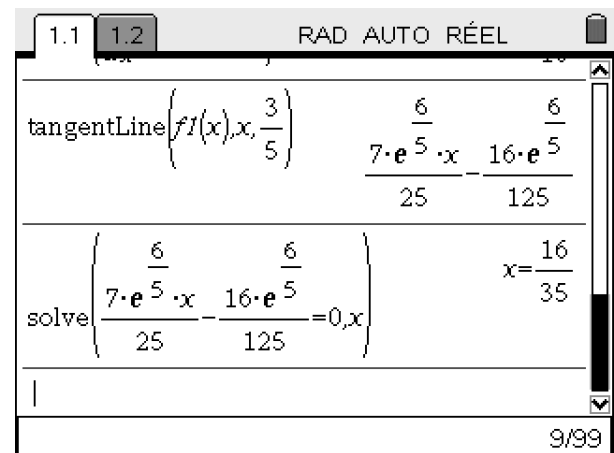 1.1 1.2 RAD AUTO RÉEL
tangentLine(f1(x),x,3/5) 7·e^(6/5)·x/25 − 16·e^(6/5)/125
solve(7·e^(6/5)·x/25 − 16·e^(6/5)/125=0,x) x=16/35
9/99